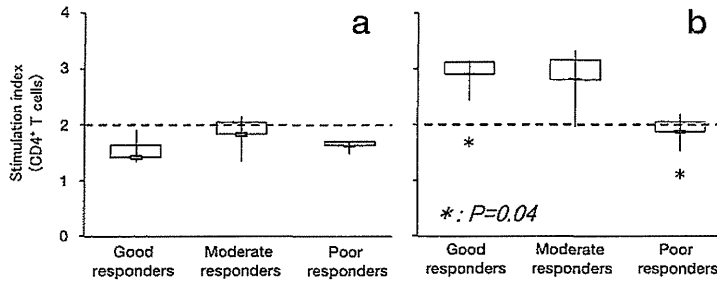 a
b
Stimulation index
(CD4⁺ T cells)
4
3
2
1
0
*
*
*: P=0.04
Good
responders
Moderate
responders
Poor
responders
Good
responders
Moderate
responders
Poor
responders